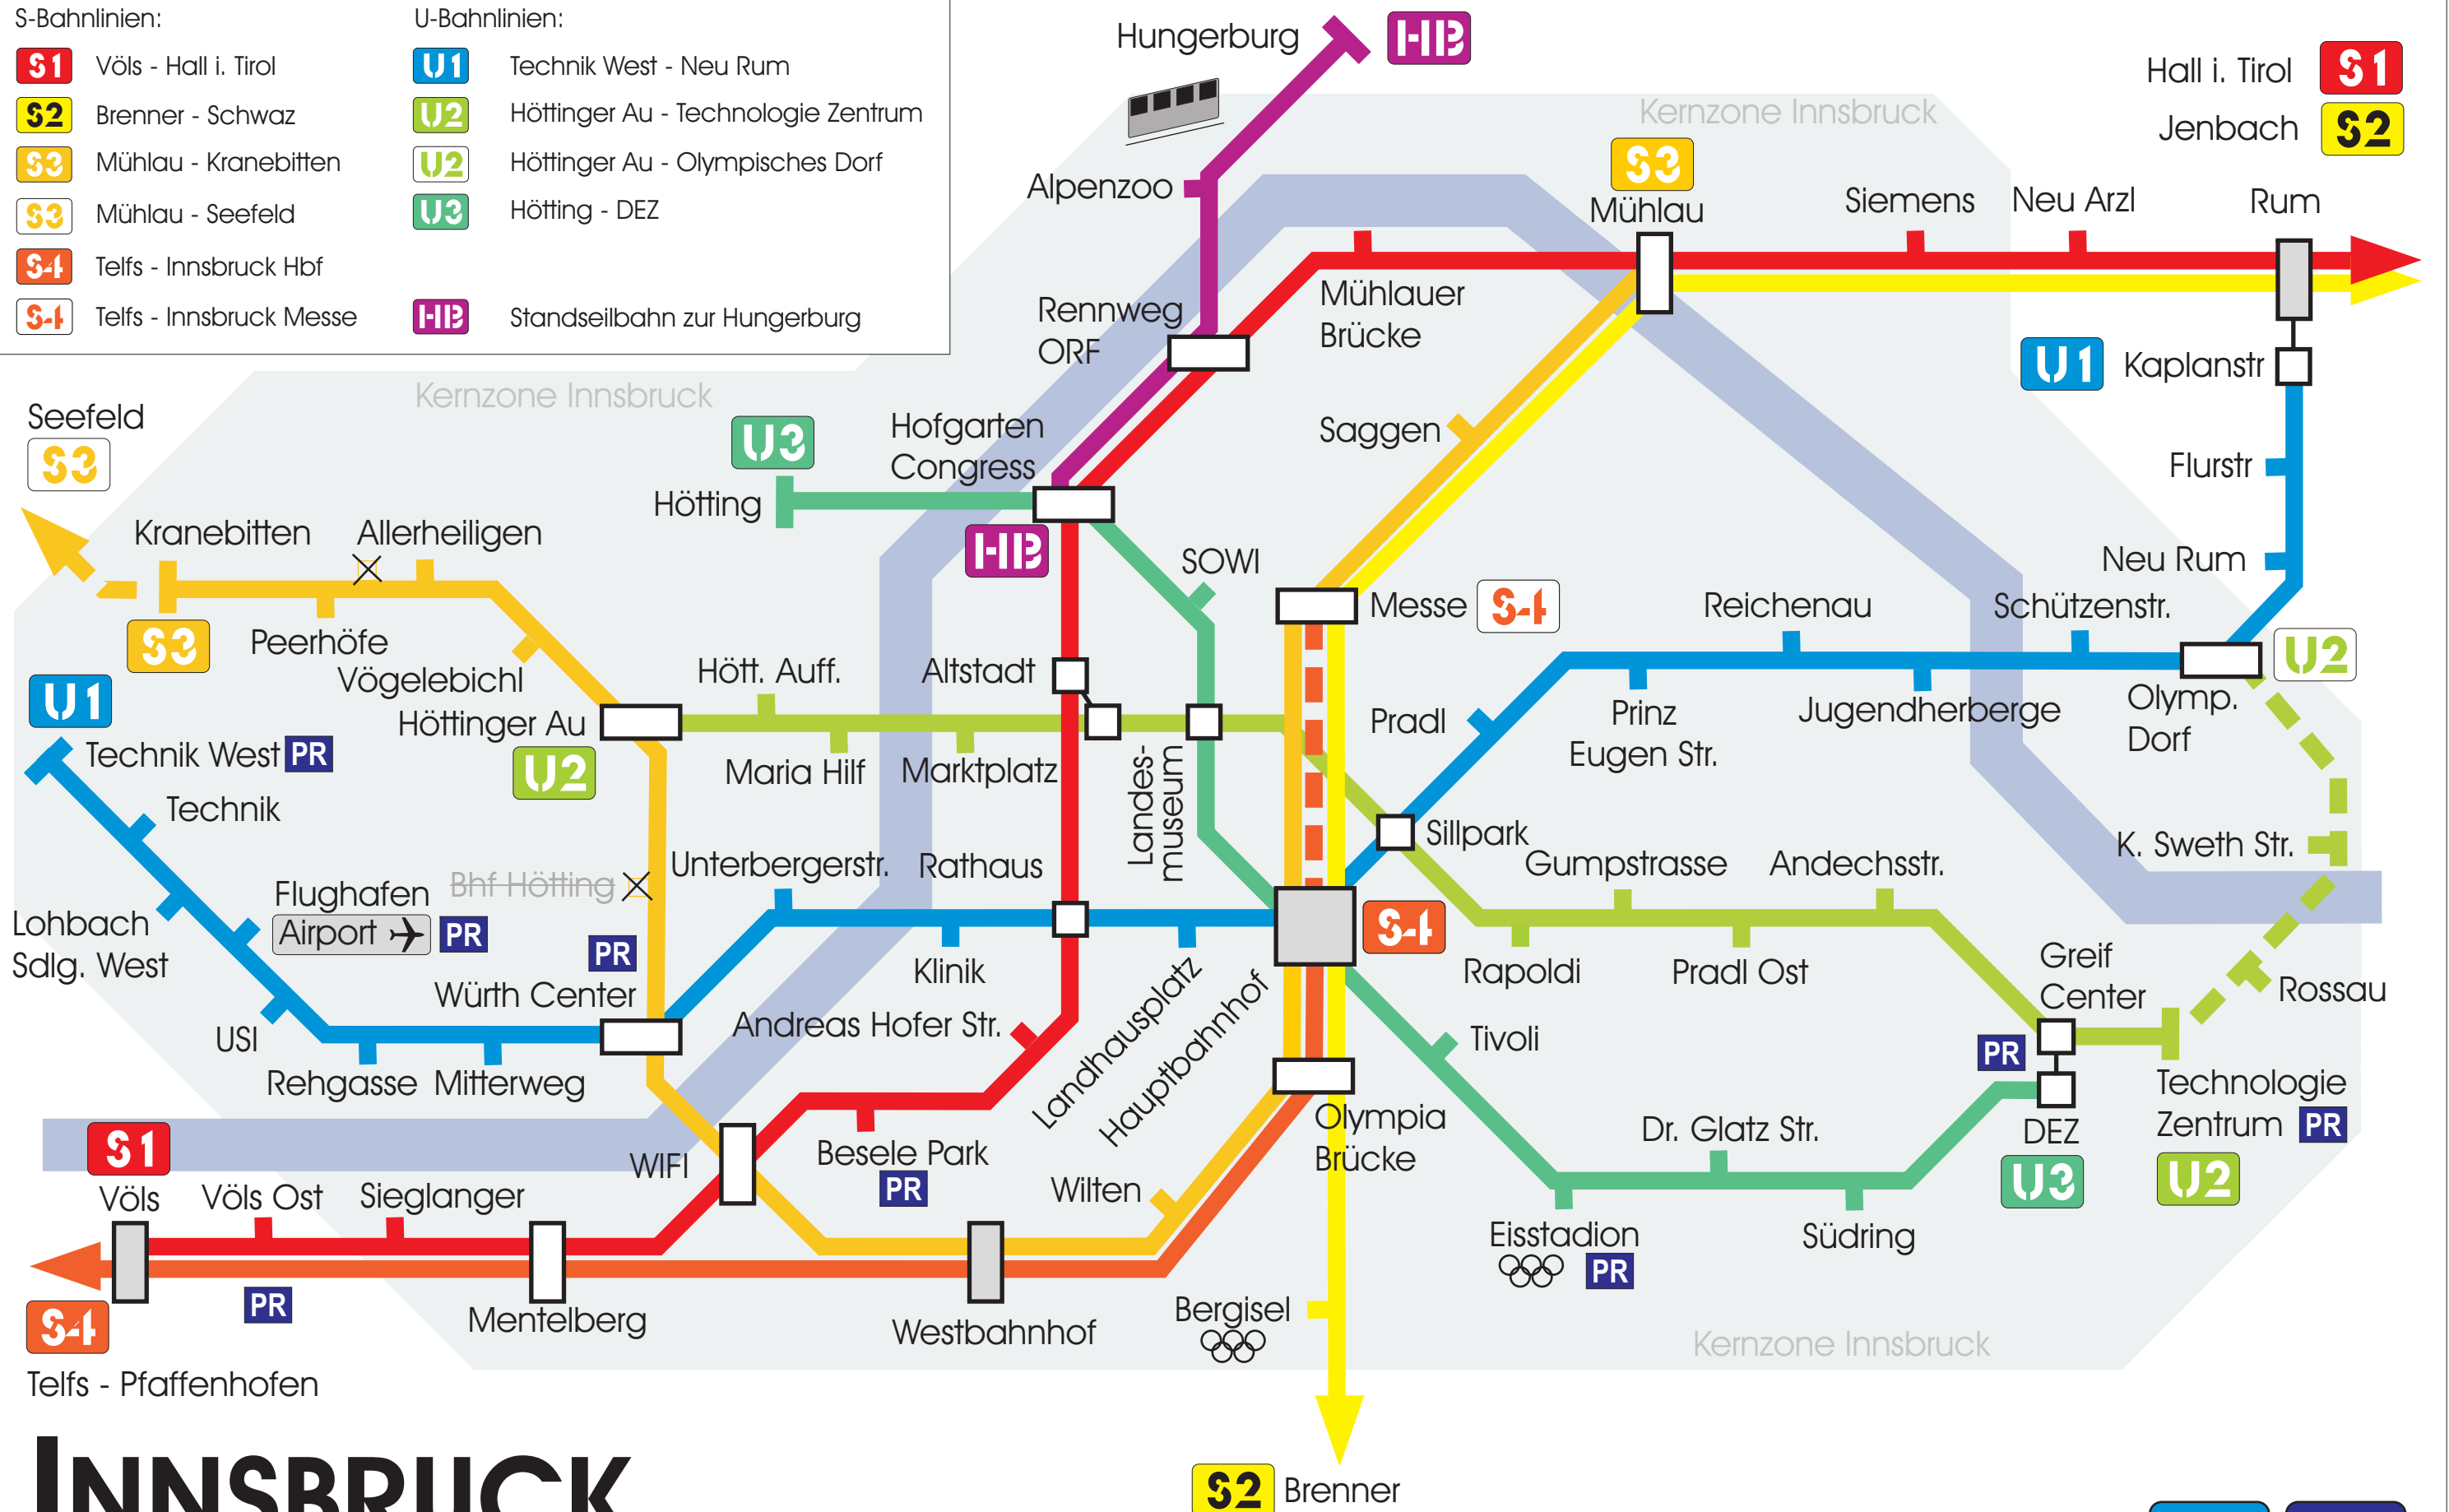 S-Bahnlinien:
S1 Völs - Hall i. Tirol
S2 Brenner - Schwaz
S3 Mühlau - Kranebitten
S3 Mühlau - Seefeld
S4 Telfs - Innsbruck Hbf
S4 Telfs - Innsbruck Messe
U-Bahnlinien:
U1 Technik West - Neu Rum
U2 Höttinger Au - Technologie Zentrum
U2 Höttinger Au - Olympisches Dorf
U3 Hötting - DEZ
HB Standseilbahn zur Hungerburg
Hungerburg HB
Hall i. Tirol S1
Jenbach S2
Kernzone Innsbruck
S3
Mühlau
Alpenzoo
Siemens
Neu Arzl
Rum
Rennweg
ORF
Mühlauer
Brücke
U1 Kaplanstr
Kernzone Innsbruck
Seefeld
S3
U3
Hötting
Hofgarten
Congress
HB
Saggen
Flurstr
Neu Rum
Kranebitten
Allerheiligen
S3
Peerhöfe
Vögelebichl
SOWI
Messe S4
Reichenau
Schützenstr.
U2
U1
Technik West PR
Höttinger Au
U2
Hött. Auff.
Altstadt
Maria Hilf
Marktplatz
Landes-
museum
Pradl
Prinz
Eugen Str.
Jugendherberge
Olymp.
Dorf
Technik
Sillpark
K. Sweth Str.
Lohbach
Sdlg. West
Flughafen
Airport PR
Bhf Hötting
PR
Würth Center
Unterbergerstr.
Rathaus
Gumpstrasse
Andechsstr.
S4
Klinik
Landhausplatz
Hauptbahnhof
Rapoldi
Pradl Ost
Greif
Center
Rossau
USI
Rehgasse
Mitterweg
Andreas Hofer Str.
Tivoli
PR
DEZ
U3
Technologie
Zentrum PR
U2
S1
Völs
Völs Ost
Sieglanger
WIFI
Besele Park
PR
Wilten
Olympia
Brücke
Dr. Glatz Str.
Eisstadion
PR
Südring
PR
S4
Mentelberg
Westbahnhof
Bergisel
Kernzone Innsbruck
Telfs - Pfaffenhofen
INNSBRUCK
S2 Brenner